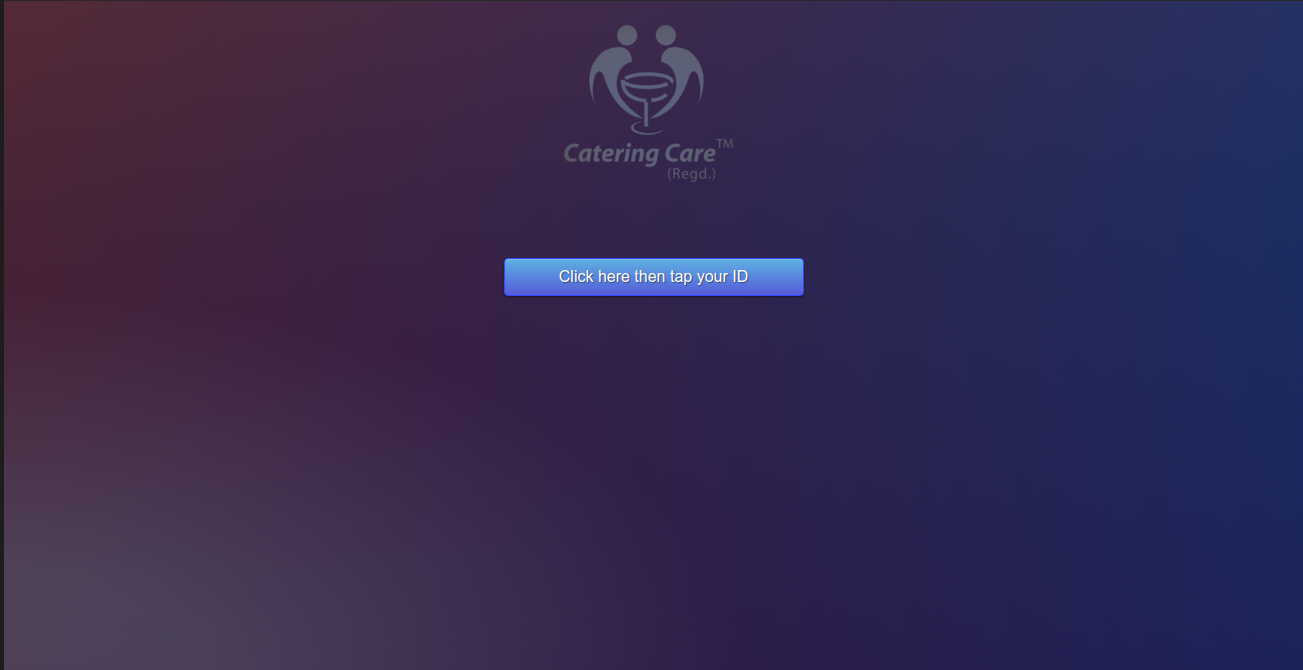 Catering Care™
(Regd.)
Click here then tap your ID